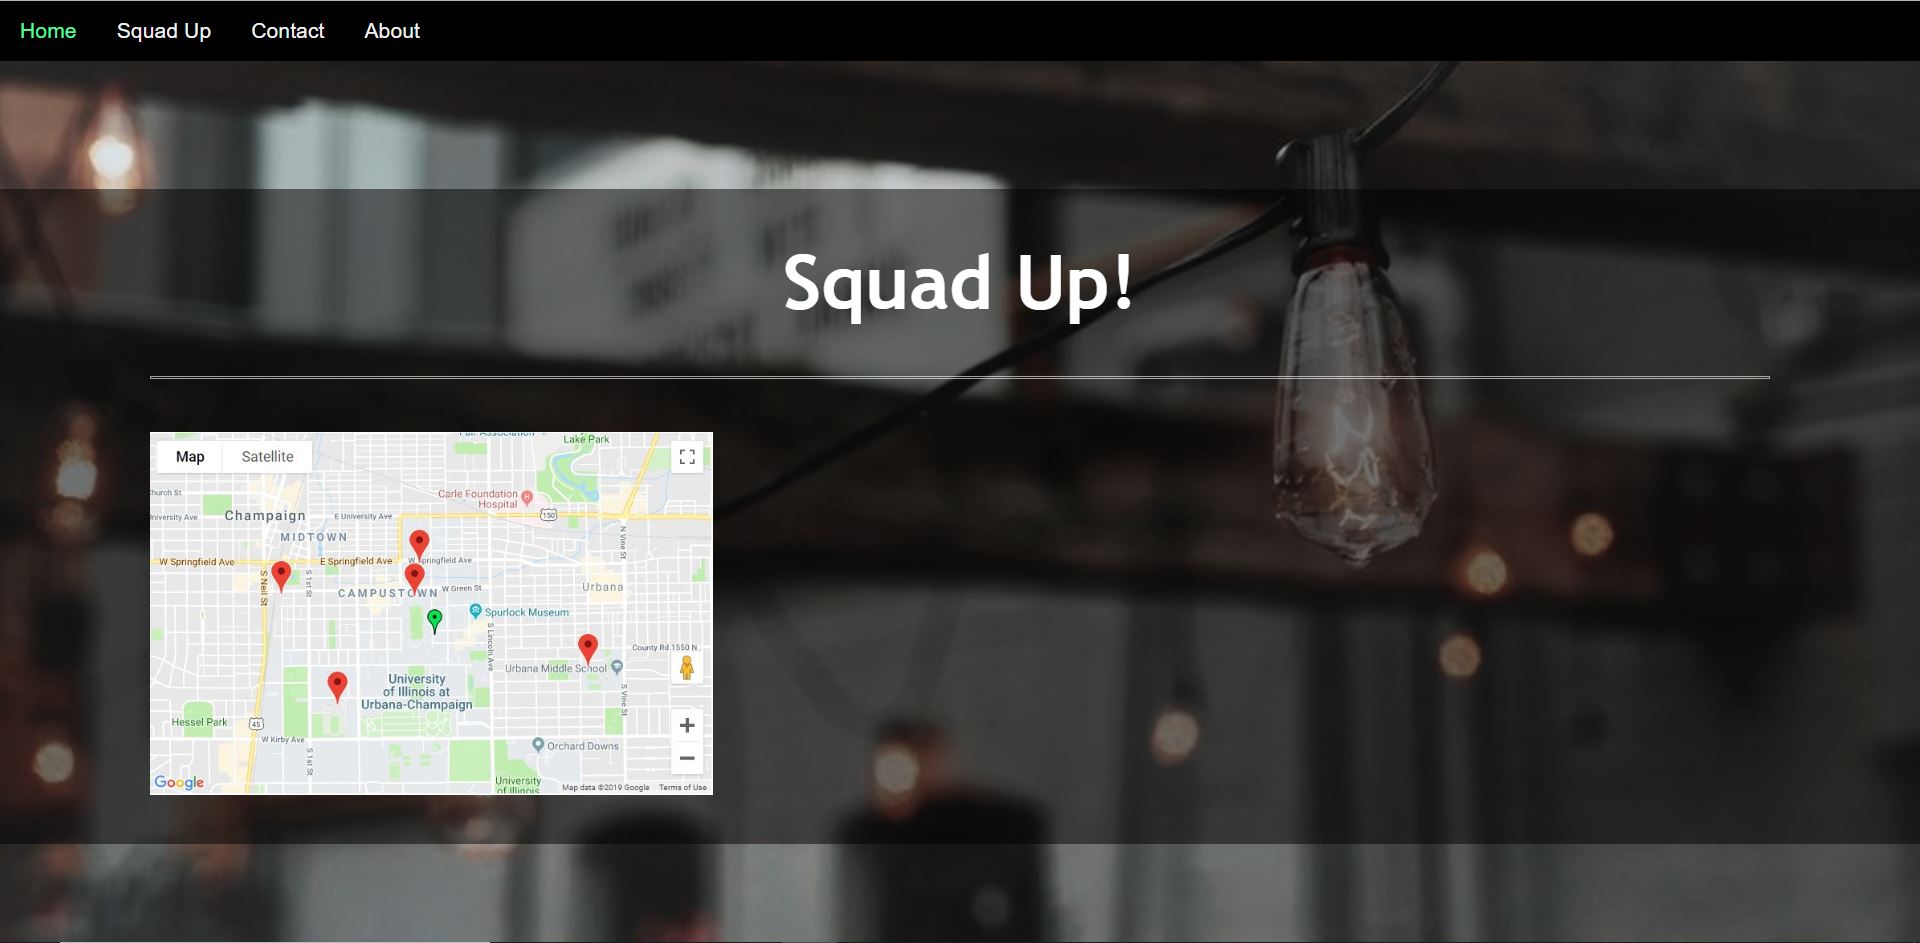 Home Squad Up Contact About
Squad Up!
Map Satellite
Lake Park
Church St
Carle Foundation
Hospital
150
Champaign
E University Ave
MIDTOWN
N Vine St
W Springfield Ave
E Springfield Ave
W Springfield Ave
S Neil St
S 1st St
CAMPUSTOWN
W Green St
Urbana
Spurlock Museum
S Lincoln Ave
County Rd 1550 N
Urbana Middle School
University
of Illinois at
Urbana-Champaign
S Vine St
Hessel Park
45
W Kirby Ave
S 1st St
Orchard Downs
University
of Illinois
Google
Map data ©2019 Google Terms of Use